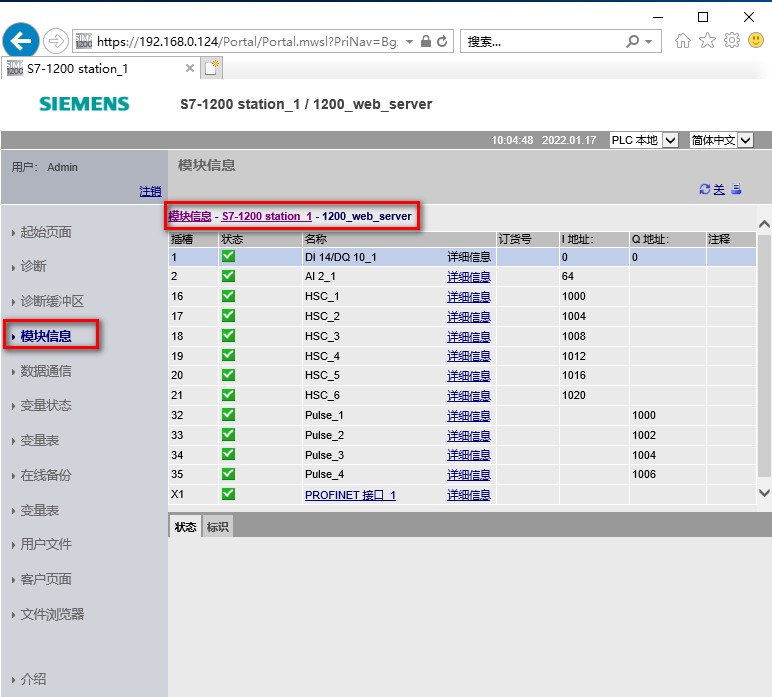 https://192.168.0.124/Portal/Portal.mwsl?PriNav=Bg
搜索...
S7-1200 station_1
SIEMENS S7-1200 station_1 / 1200_web_server
10:04:48 2022.01.17 PLC 本地 简体中文
用户: Admin
注销
模块信息
关
模块信息 - S7-1200 station_1 - 1200_web_server
插槽 状态 名称 订货号 I 地址: Q 地址: 注释
1 DI 14/DQ 10_1 详细信息 0 0
2 AI 2_1 详细信息 64
16 HSC_1 详细信息 1000
17 HSC_2 详细信息 1004
18 HSC_3 详细信息 1008
19 HSC_4 详细信息 1012
20 HSC_5 详细信息 1016
21 HSC_6 详细信息 1020
32 Pulse_1 详细信息 1000
33 Pulse_2 详细信息 1002
34 Pulse_3 详细信息 1004
35 Pulse_4 详细信息 1006
X1 PROFINET 接口_1 详细信息
状态 标识
起始页面
诊断
诊断缓冲区
模块信息
数据通信
变量状态
变量表
在线备份
变量表
用户文件
客户页面
文件浏览器
介绍